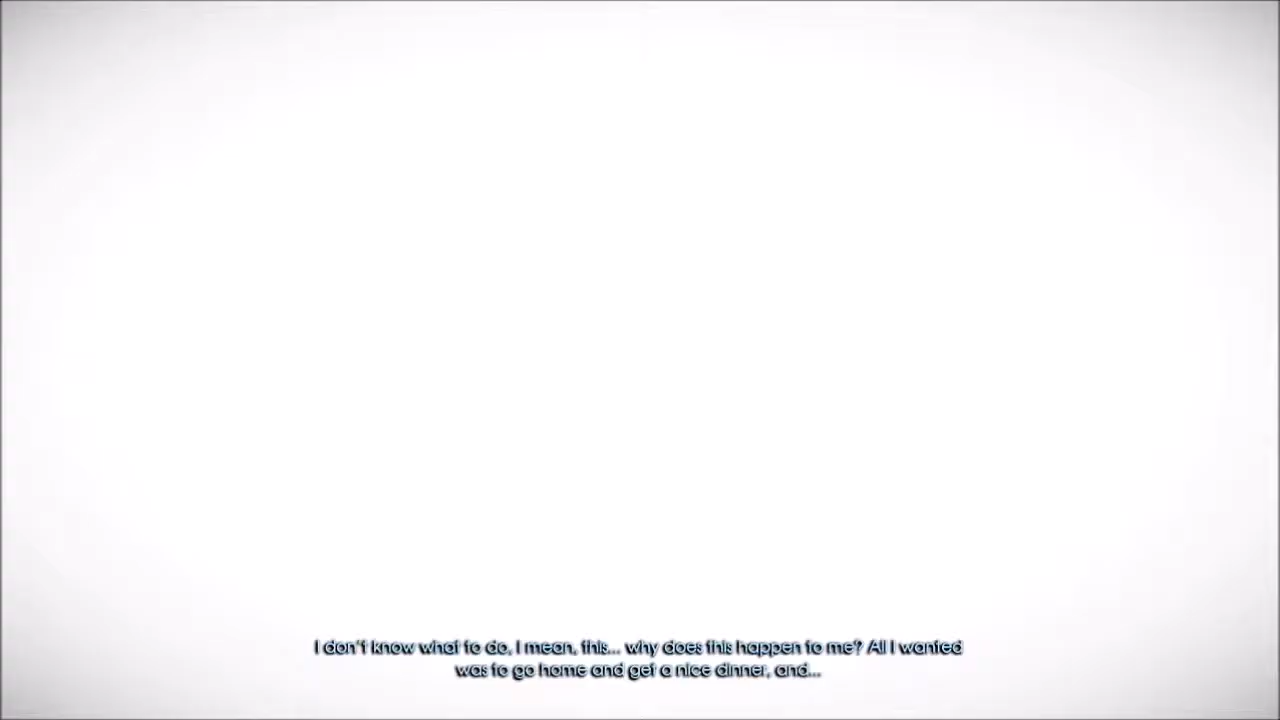 I don't know what to do, I mean, this... why does this happen to me? All I wanted
was to go home and get a nice dinner, and...